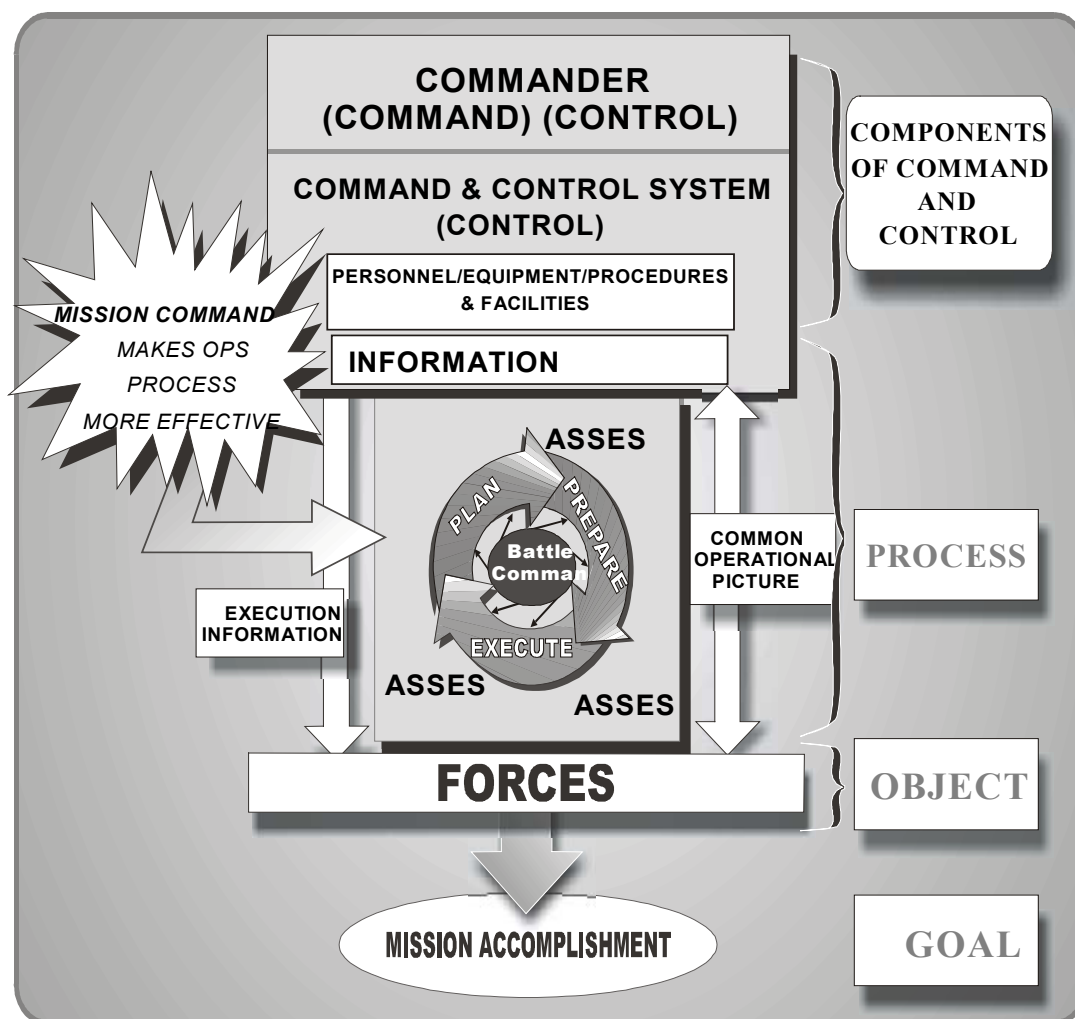 COMMANDER
(COMMAND) (CONTROL)
COMMAND & CONTROL SYSTEM
(CONTROL)
PERSONNEL/EQUIPMENT/PROCEDURES
& FACILITIES
INFORMATION
COMPONENTS
OF COMMAND
AND
CONTROL
MISSION COMMAND
MAKES OPS
PROCESS
MORE EFFECTIVE
ASSES
PLAN
PREPARE
Battle
Comman
EXECUTE
ASSES
ASSES
EXECUTION
INFORMATION
COMMON
OPERATIONAL
PICTURE
PROCESS
FORCES
OBJECT
MISSION ACCOMPLISHMENT
GOAL